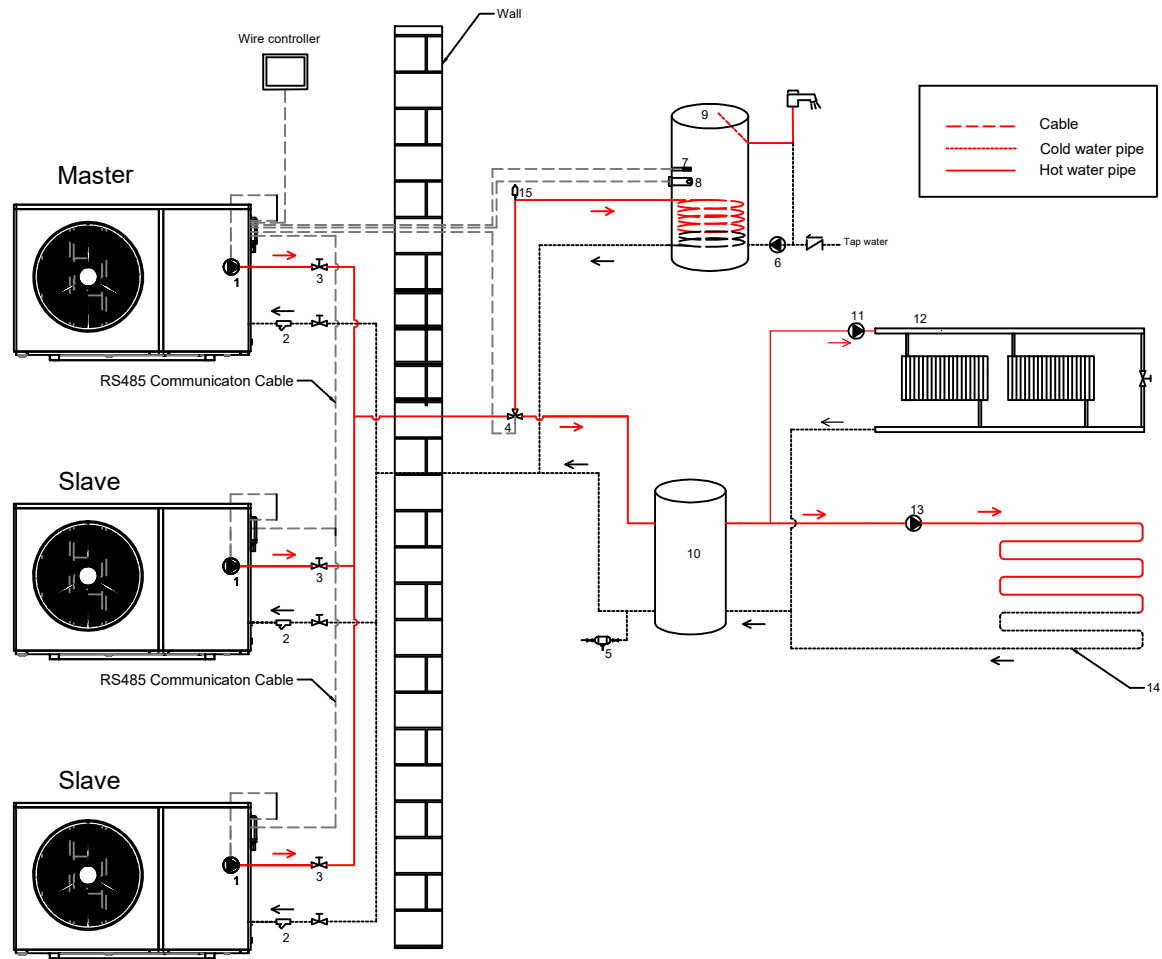 Wall
Wire controller
9
Cable
Cold water pipe
Hot water pipe
7
Master
8
15
Tap water
6
1
3
2
11
12
RS485 Communicaton Cable
4
Slave
13
10
1
3
2
5
RS485 Communicaton Cable
14
Slave
1
3
2